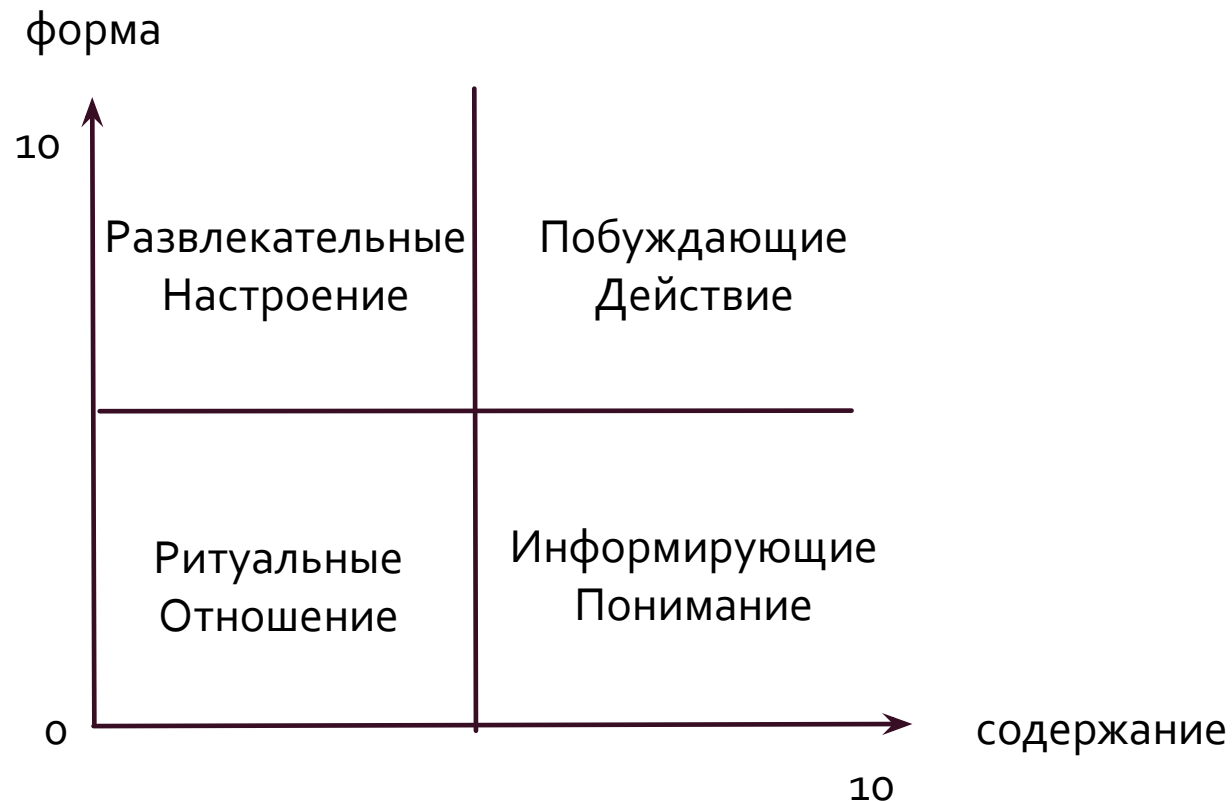 форма
10
Развлекательные
Настроение
Побуждающие
Действие
Ритуальные
Отношение
Информирующие
Понимание
0
содержание
10